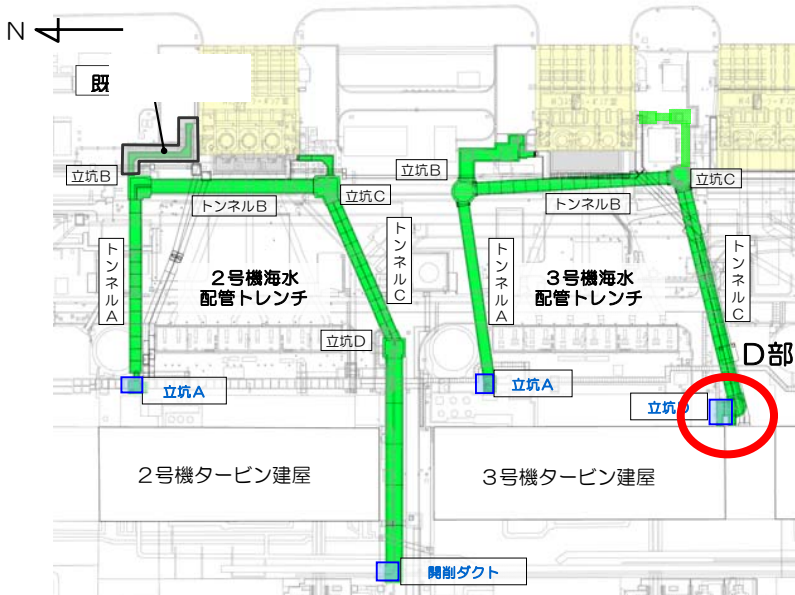 N
既
立坑B
立坑B
立坑C
立坑C
トンネルB
トンネルB
トンネルA
トンネルC
トンネルA
トンネルC
2号機海水
配管トレンチ
3号機海水
配管トレンチ
立坑D
D部
立坑A
立坑A
立坑D
2号機タービン建屋
3号機タービン建屋
開削ダクト